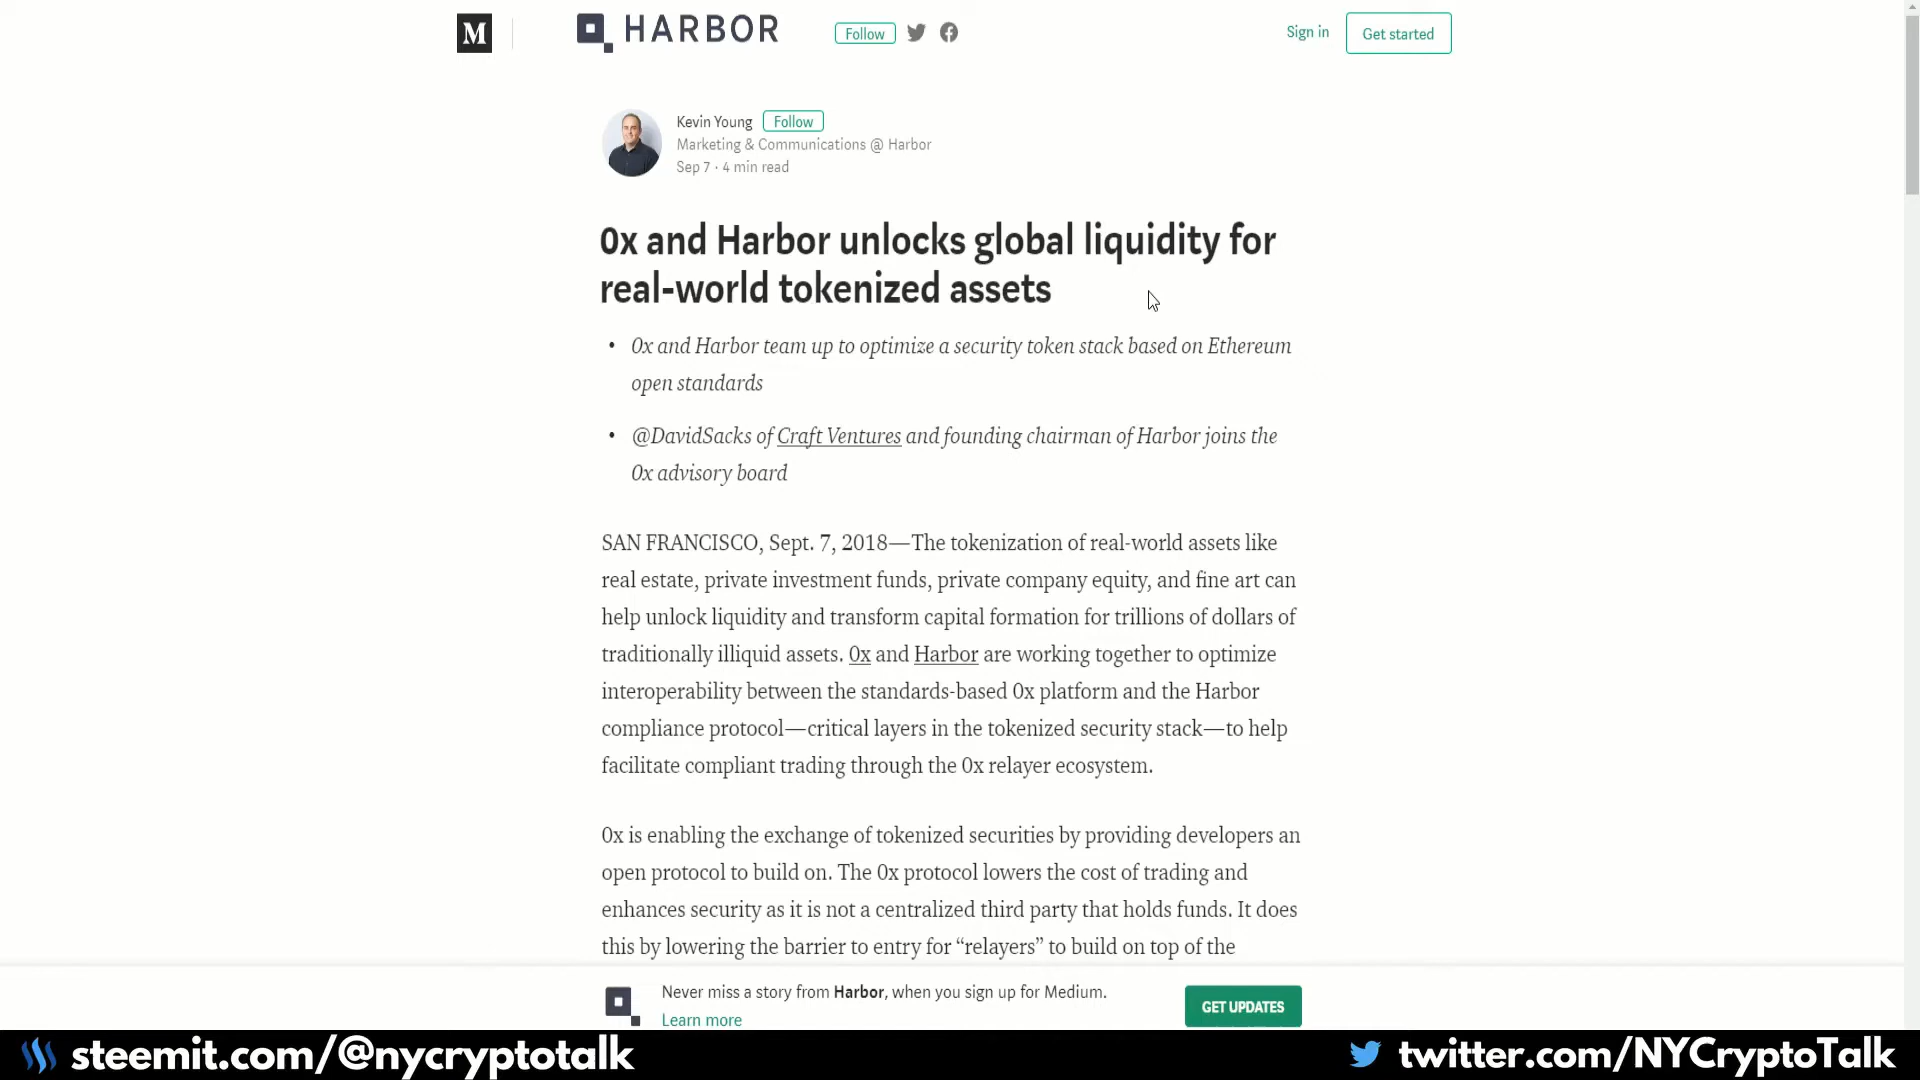 M
HARBOR
Follow
Sign in
Get started
Kevin Young
Follow
Marketing & Communications @ Harbor
Sep 7 · 4 min read
0x and Harbor unlocks global liquidity for
real-world tokenized assets
• 0x and Harbor team up to optimize a security token stack based on Ethereum
open standards
• @DavidSacks of Craft Ventures and founding chairman of Harbor joins the
0x advisory board
SAN FRANCISCO, Sept. 7, 2018—The tokenization of real-world assets like
real estate, private investment funds, private company equity, and fine art can
help unlock liquidity and transform capital formation for trillions of dollars of
traditionally illiquid assets. 0x and Harbor are working together to optimize
interoperability between the standards-based 0x platform and the Harbor
compliance protocol—critical layers in the tokenized security stack—to help
facilitate compliant trading through the 0x relayer ecosystem.
0x is enabling the exchange of tokenized securities by providing developers an
open protocol to build on. The 0x protocol lowers the cost of trading and
enhances security as it is not a centralized third party that holds funds. It does
this by lowering the barrier to entry for “relayers” to build on top of the
Never miss a story from Harbor, when you sign up for Medium.
Learn more
GET UPDATES
steemit.com/@nycryptotalk
twitter.com/NYCryptoTalk